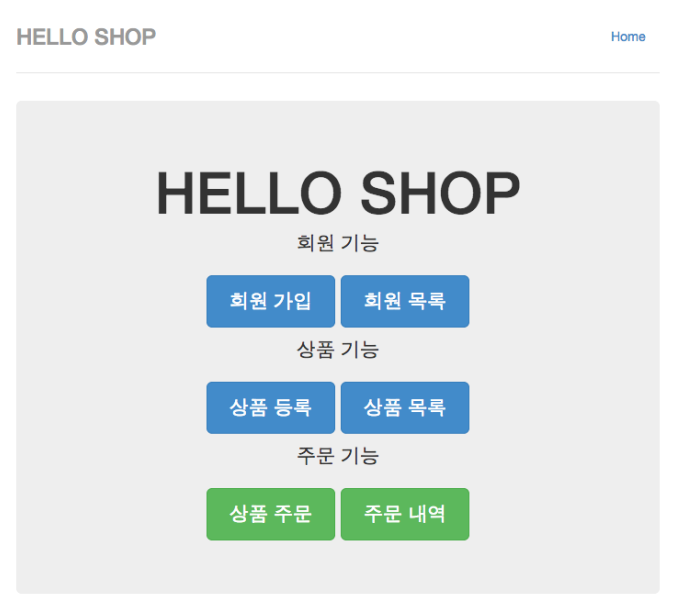 HELLO SHOP Home
HELLO SHOP
회원 기능
회원 가입 회원 목록
상품 기능
상품 등록 상품 목록
주문 기능
상품 주문 주문 내역